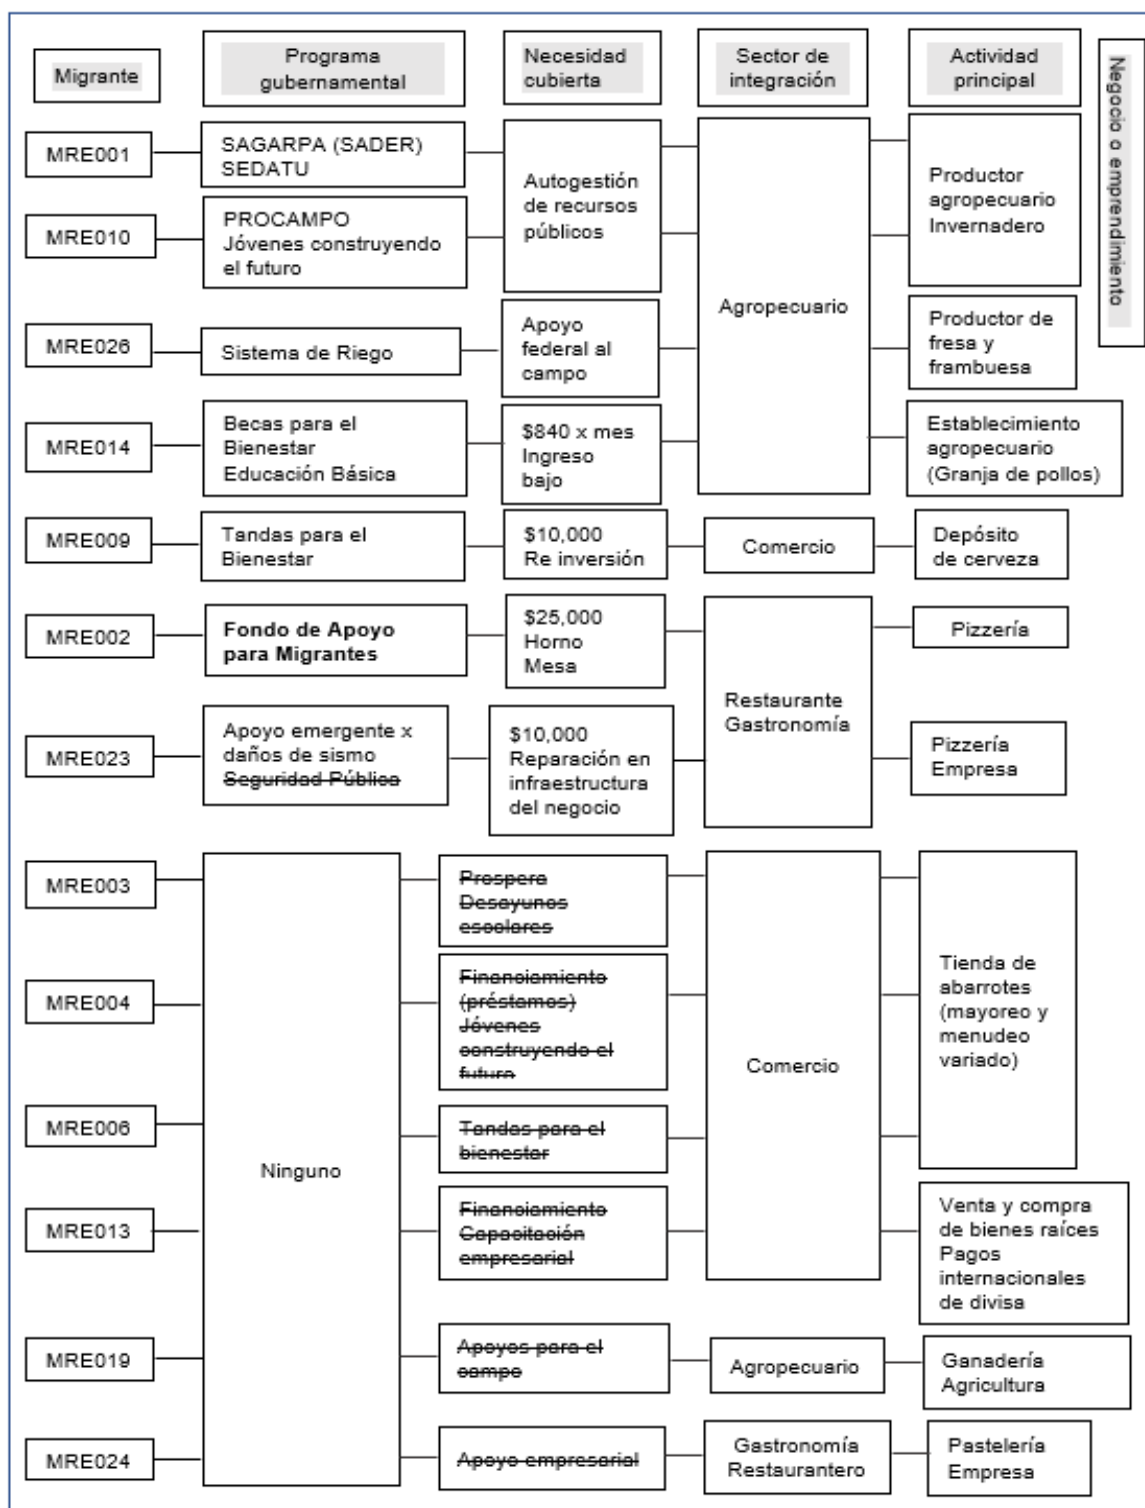 Migrante
Programa
gubernamental
Necesidad
cubierta
Sector de
integración
Actividad
principal
Negocio o emprendimiento
MRE001
SAGARPA (SADER)
SEDATU
Autogestión
de recursos
públicos
Agropecuario
Productor
agropecuario
Invernadero
MRE010
PROCAMPO
Jóvenes construyendo
el futuro
MRE026
Sistema de Riego
Apoyo
federal al
campo
Productor de
fresa y
frambuesa
MRE014
Becas para el
Bienestar
Educación Básica
$840 x mes
Ingreso
bajo
Establecimiento
agropecuario
(Granja de pollos)
MRE009
Tandas para el
Bienestar
$10,000
Re inversión
Comercio
Depósito
de cerveza
MRE002
Fondo de Apoyo
para Migrantes
$25,000
Horno
Mesa
Restaurante
Gastronomía
Pizzería
MRE023
Apoyo emergente x
daños de sismo
Seguridad Pública
$10,000
Reparación en
infraestructura
del negocio
Pizzería
Empresa
MRE003
Ninguno
Prospera
Desayunos
escolares
Comercio
Tienda de
abarrotes
(mayoreo y
menudeo
variado)
MRE004
Financiamiento
(préstamos)
Jóvenes
construyendo el
futuro
MRE006
Tandas para el
bienestar
MRE013
Financiamiento
Capacitación
empresarial
Venta y compra
de bienes raíces
Pagos
internacionales
de divisa
MRE019
Apoyos para el
campo
Agropecuario
Ganadería
Agricultura
MRE024
Apoyo empresarial
Gastronomía
Restaurantero
Pastelería
Empresa